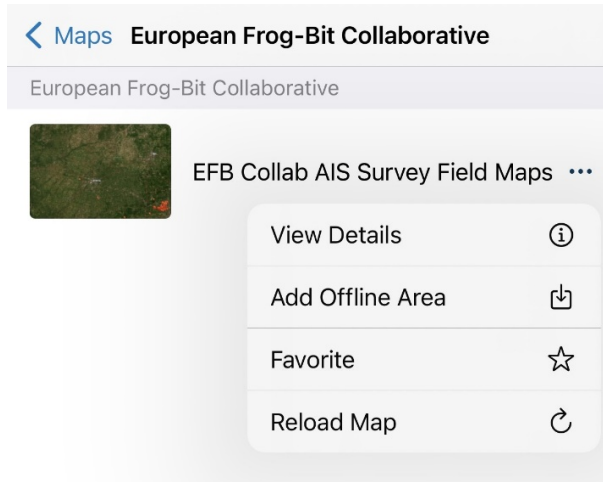 Maps European Frog-Bit Collaborative
European Frog-Bit Collaborative
EFB Collab AIS Survey Field Maps
View Details
Add Offline Area
Favorite
Reload Map